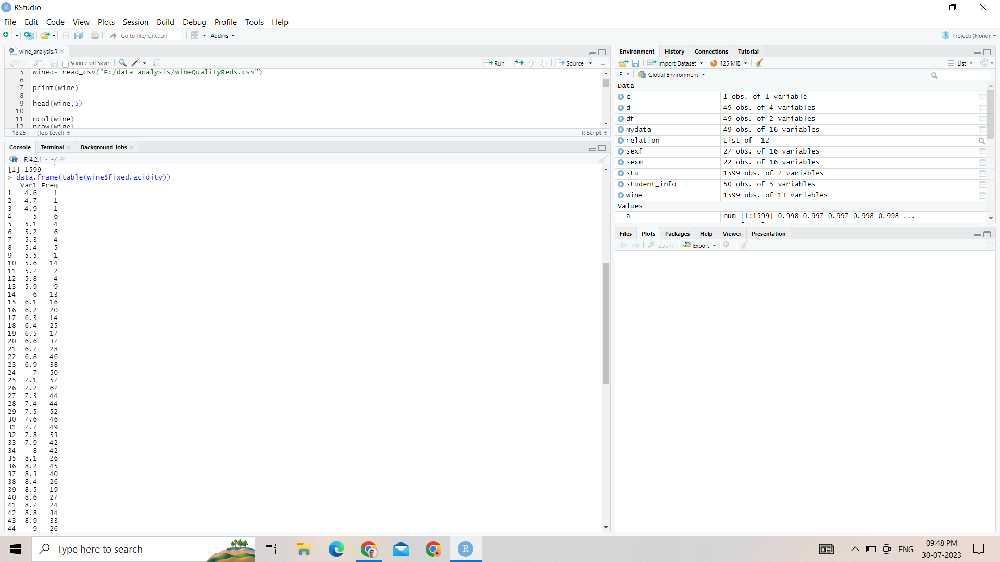 RStudio
File Edit Code View Plots Session Build Debug Profile Tools Help
Go to file/function Addins Project: (None)
wine_analysis.R
Source on Save Run Source
5 wine<- read_csv("E:/data analysis/wineQualityReds.csv")
6
7 print(wine)
8
9 head(wine,5)
10
11 ncol(wine)
12 nrow(wine)
18:25 (Top Level) R Script
Console Terminal Background Jobs
R 4.2.1 · ~/
[1] 1599
> data.frame(table(wine$fixed.acidity))
Var1 Freq
1 4.6 1
2 4.7 1
3 4.9 1
4 5 6
5 5.1 4
6 5.2 6
7 5.3 4
8 5.4 5
9 5.5 1
10 5.6 14
11 5.7 2
12 5.8 4
13 5.9 9
14 6 13
15 6.1 16
16 6.2 20
17 6.3 14
18 6.4 25
19 6.5 17
20 6.6 37
21 6.7 28
22 6.8 46
23 6.9 38
24 7 50
25 7.1 57
26 7.2 67
27 7.3 44
28 7.4 44
29 7.5 52
30 7.6 46
31 7.7 49
32 7.8 53
33 7.9 42
34 8 42
35 8.1 26
36 8.2 45
37 8.3 40
38 8.4 26
39 8.5 19
40 8.6 27
41 8.7 24
42 8.8 34
43 8.9 33
44 9 26
Environment History Connections Tutorial
Import Dataset 125 MiB List
R Global Environment
Data
c 1 obs. of 1 variable
d 49 obs. of 4 variables
df 49 obs. of 2 variables
mydata 49 obs. of 16 variables
relation List of 12
sexf 27 obs. of 16 variables
sexm 22 obs. of 16 variables
stu 1599 obs. of 2 variables
student_info 50 obs. of 5 variables
wine 1599 obs. of 13 variables
Values
a num [1:1599] 0.998 0.997 0.997 0.998 0.998 ...
Files Plots Packages Help Viewer Presentation
Zoom Export
Type here to search
R
ENG
09:48 PM
30-07-2023